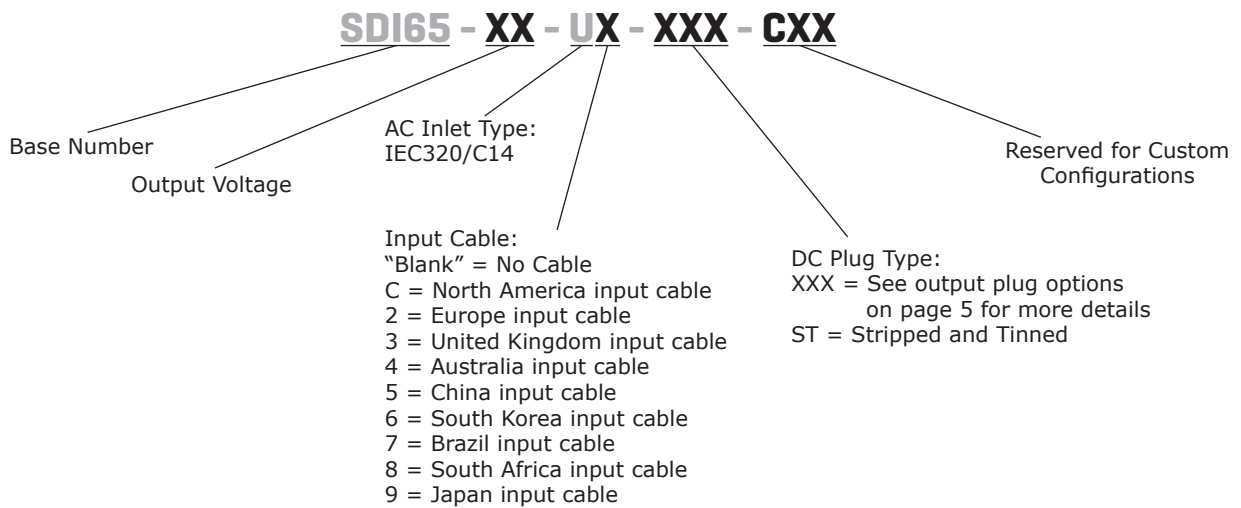 SDI65 - XX - UX - XXX - CXX
Base Number
Output Voltage
AC Inlet Type:
IEC320/C14
Input Cable:
“Blank” = No Cable
C = North America input cable
2 = Europe input cable
3 = United Kingdom input cable
4 = Australia input cable
5 = China input cable
6 = South Korea input cable
7 = Brazil input cable
8 = South Africa input cable
9 = Japan input cable
DC Plug Type:
XXX = See output plug options
on page 5 for more details
ST = Stripped and Tinned
Reserved for Custom
Configurations